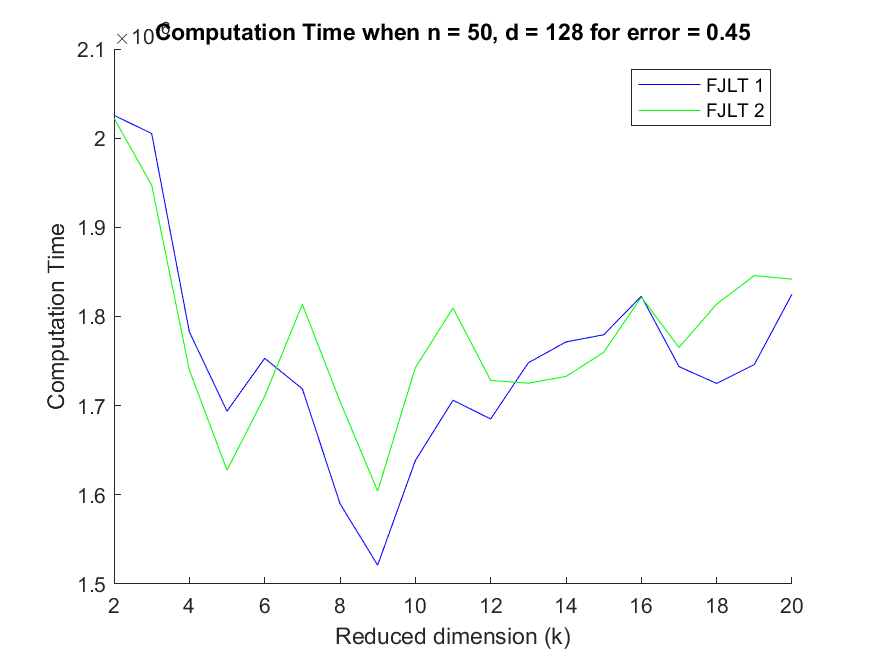 ×10
Computation Time when n = 50, d = 128 for error = 0.45
2.1
2
1.9
1.8
1.7
1.6
1.5
Computation Time
FJLT 1
FJLT 2
2 4 6 8 10 12 14 16 18 20
Reduced dimension (k)